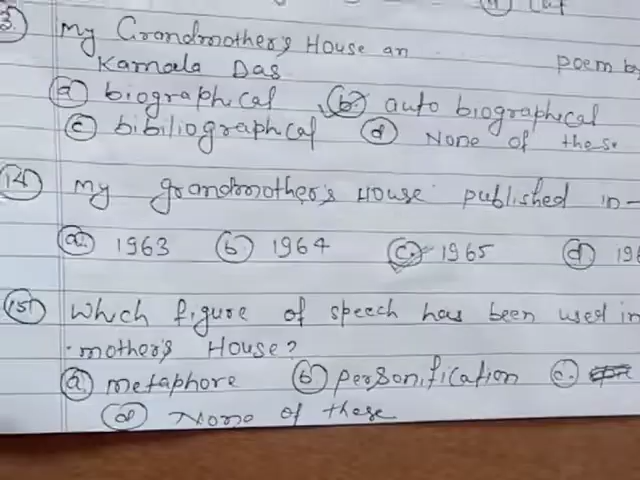 3. My Grandmother's House an poem by
Kamala Das
(a) biographical (b) auto biographical
(c) bibiliographical (d) None of these
(14) My grandmother's House published in -
(a) 1963 (b) 1964 (c) 1965 (d) 196
(15) Which figure of speech has been used in
mother's House?
(a) metaphore (b) personification (c)
(d) None of these